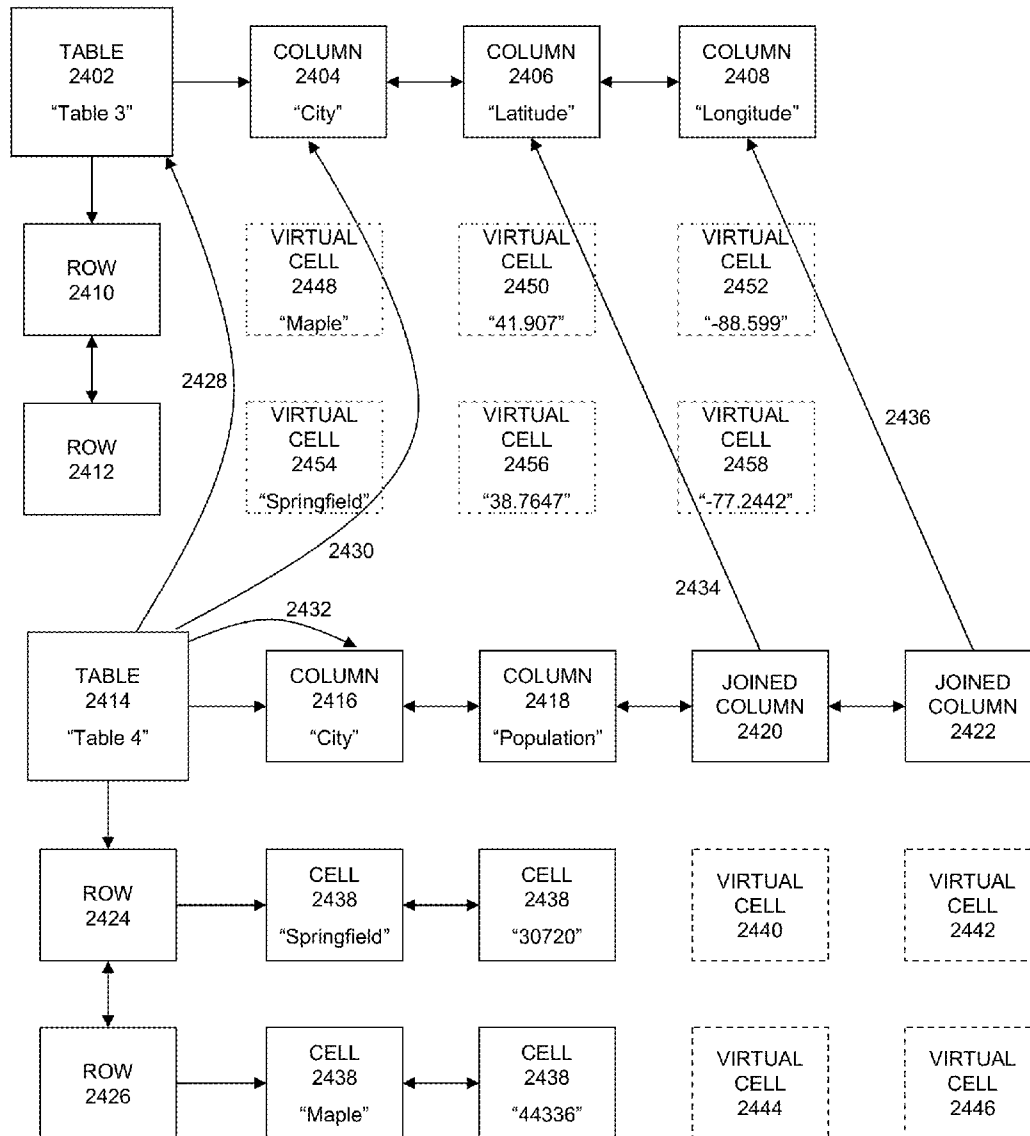 TABLE
2402
“Table 3”
COLUMN
2404
“City”
COLUMN
2406
“Latitude”
COLUMN
2408
“Longitude”
ROW
2410
VIRTUAL
CELL
2448
“Maple”
VIRTUAL
CELL
2450
“41.907”
VIRTUAL
CELL
2452
“-88.599”
2428
2436
ROW
2412
VIRTUAL
CELL
2454
“Springfield”
VIRTUAL
CELL
2456
“38.7647”
VIRTUAL
CELL
2458
“-77.2442”
2430
2434
2432
TABLE
2414
“Table 4”
COLUMN
2416
“City”
COLUMN
2418
“Population”
JOINED
COLUMN
2420
JOINED
COLUMN
2422
ROW
2424
CELL
2438
“Springfield”
CELL
2438
“30720”
VIRTUAL
CELL
2440
VIRTUAL
CELL
2442
ROW
2426
CELL
2438
“Maple”
CELL
2438
“44336”
VIRTUAL
CELL
2444
VIRTUAL
CELL
2446